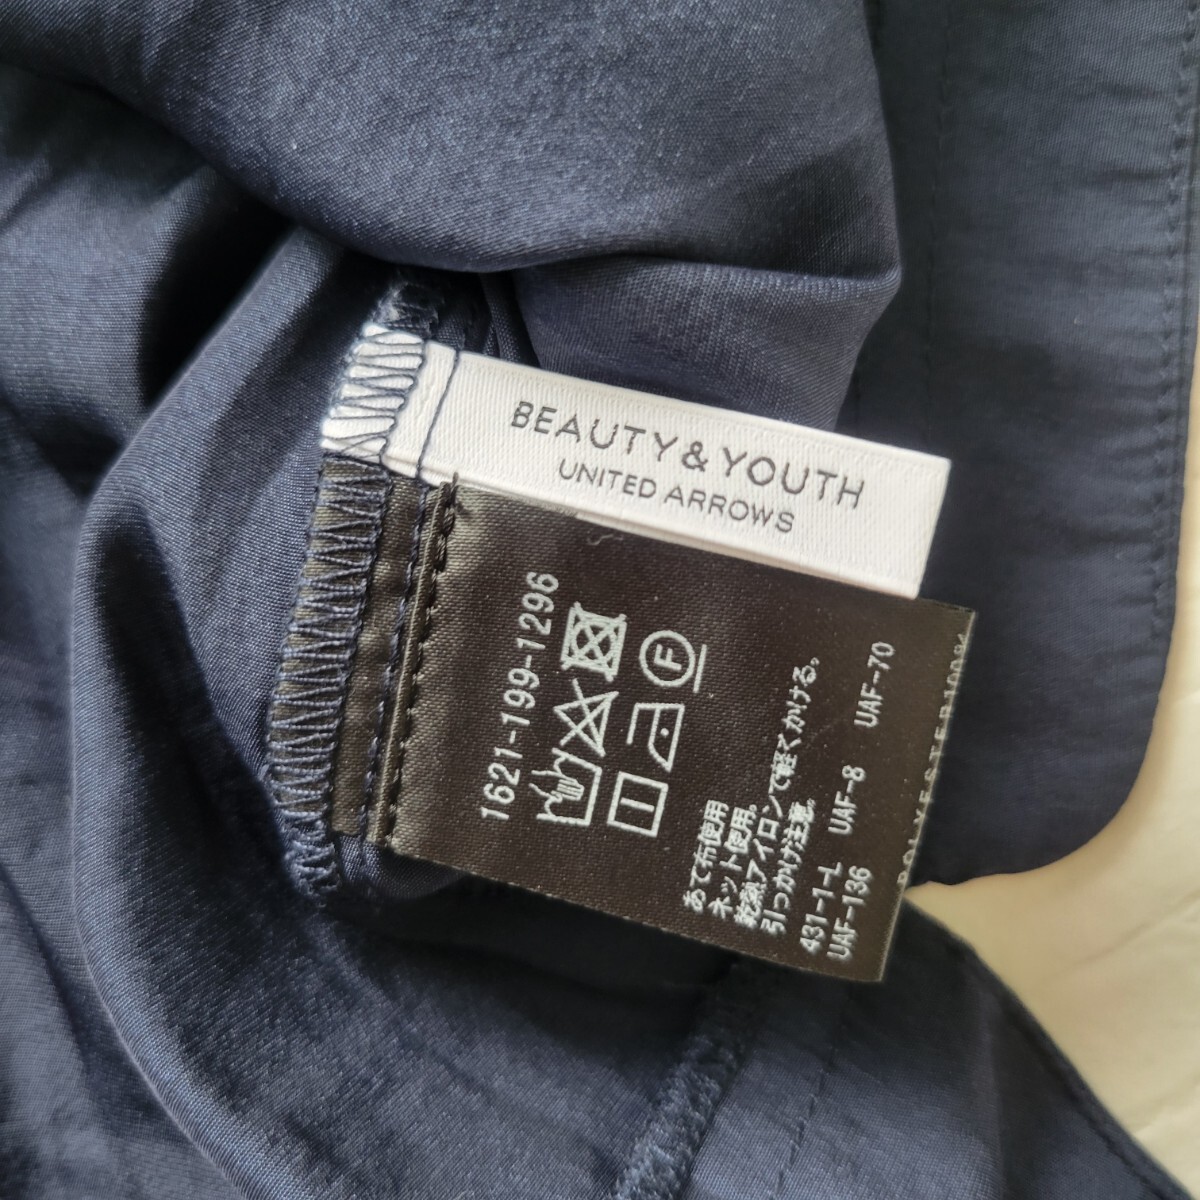 BEAUTY & YOUTH
UNITED ARROWS
1621-199-1296
F
あて布使用
ネット使用。
乾熱アイロンで軽くかける。
引っかけ注意。
431-1-L UAF-8 UAF-70
UAF-136